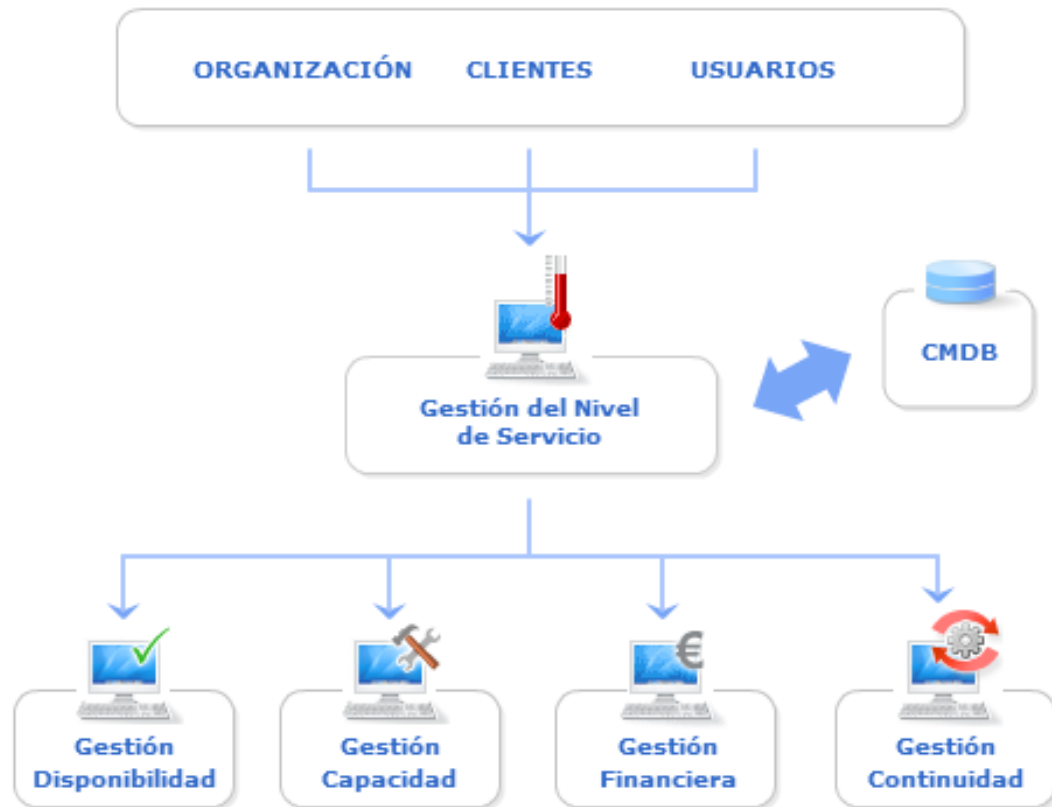 ORGANIZACIÓN CLIENTES USUARIOS
CMDB
Gestión del Nivel
de Servicio
Gestión
Disponibilidad
Gestión
Capacidad
€
Gestión
Financiera
Gestión
Continuidad